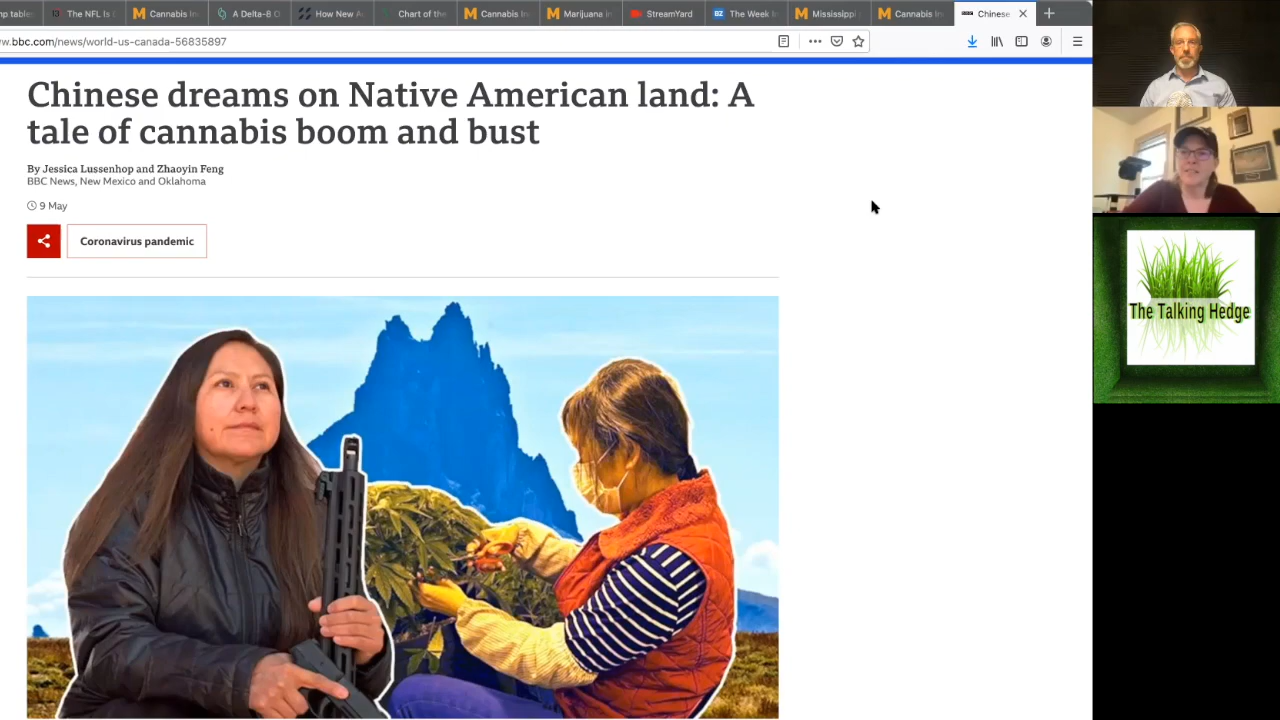 mp tables
The NFL Is
Cannabis In
A Delta-8 O
How New A
Chart of the
Cannabis In
Marijuana in
StreamYard
BZ
The Week I
Mississippi
Cannabis In
Chinese
w.bbc.com/news/world-us-canada-56835897
Chinese dreams on Native American land: A
tale of cannabis boom and bust
By Jessica Lussenhop and Zhaoyin Feng
BBC News, New Mexico and Oklahoma
9 May
Coronavirus pandemic
The Talking Hedge